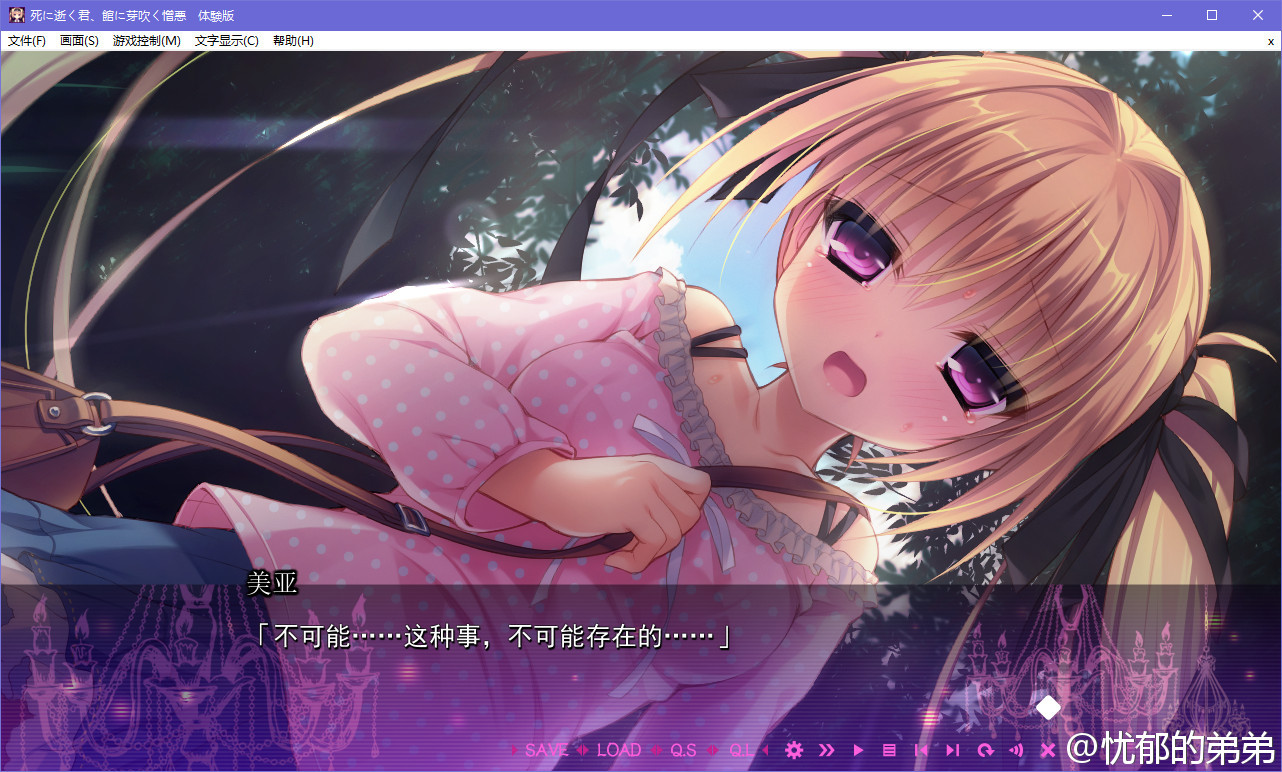 死に逝く君、館に芽吹く憎悪　体験版
文件(F) 画面(S) 游戏控制(M) 文字显示(C) 帮助(H) x
美亚
「不可能……这种事，不可能存在的……」
SAVE LOAD Q.S Q.L
@忧郁的弟弟